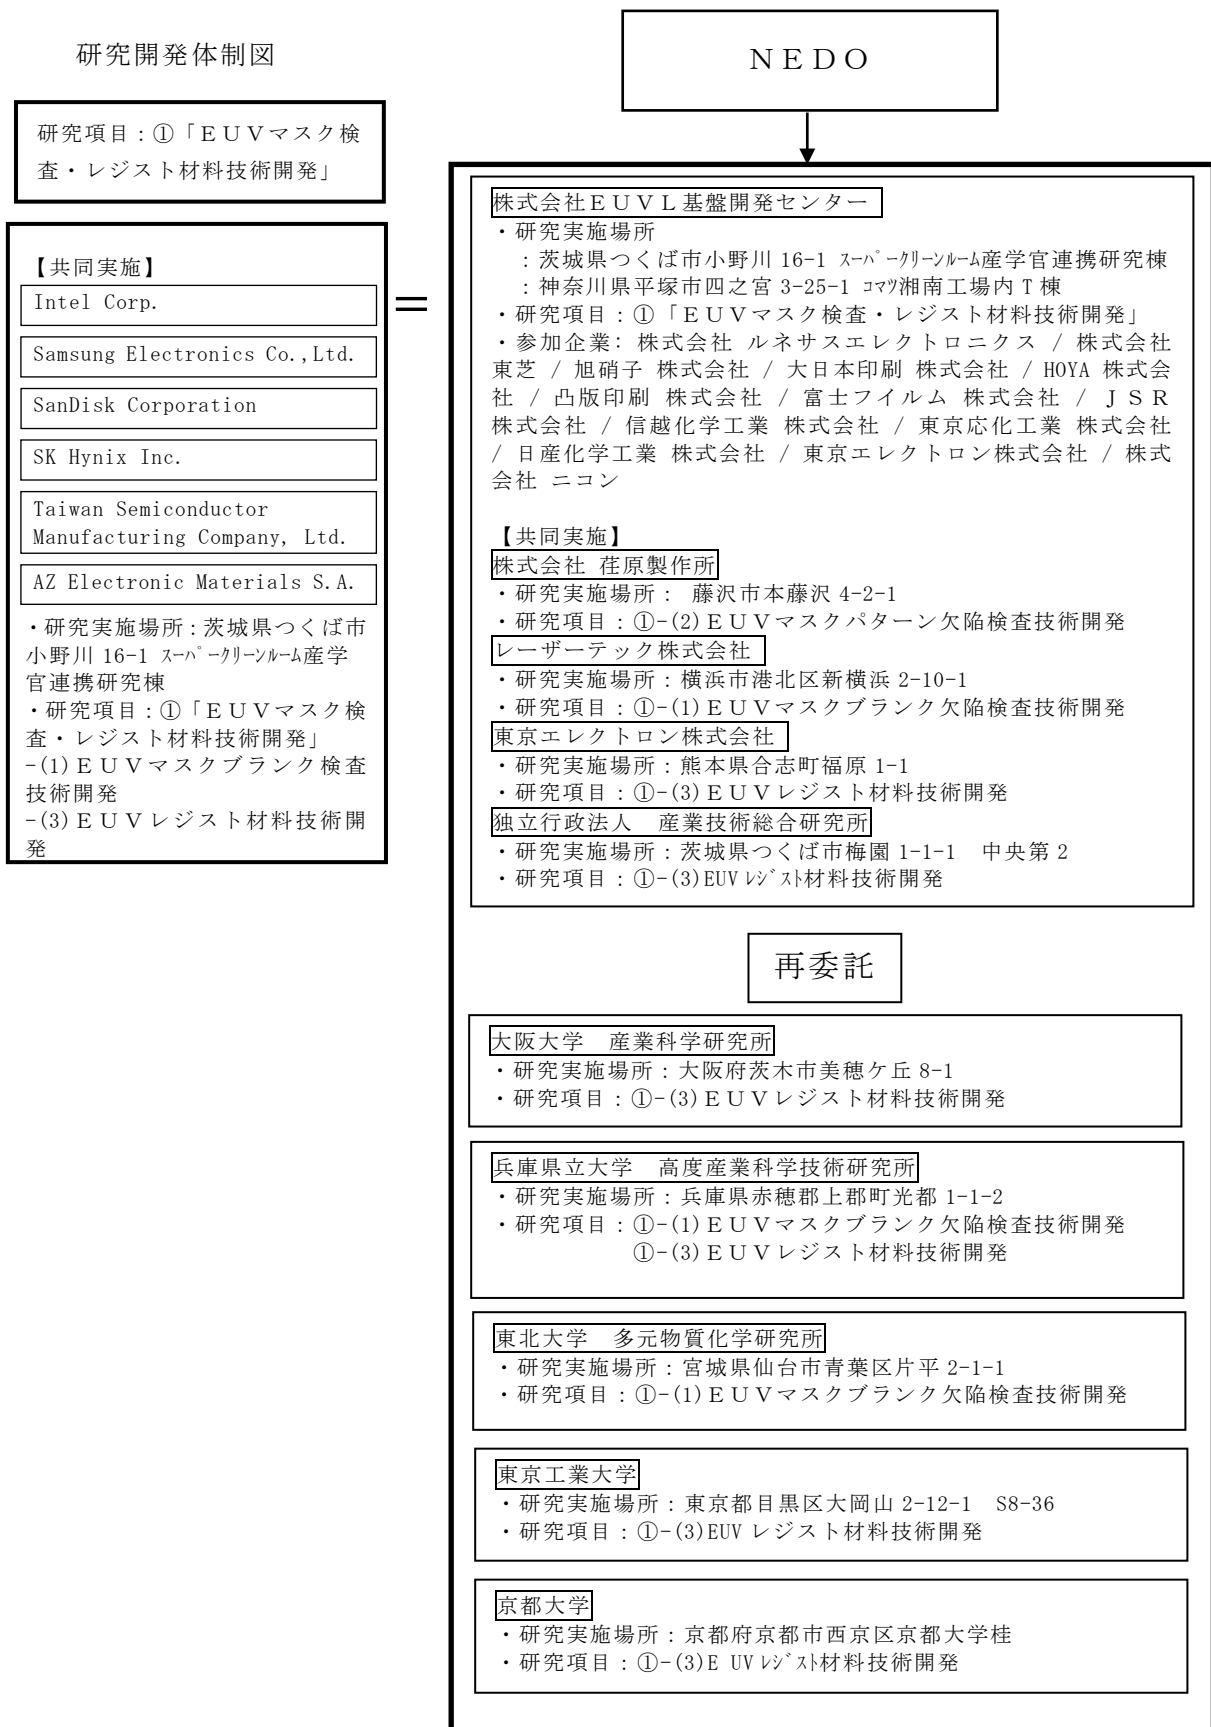 研究開発体制図
ＮＥＤＯ
研究項目：①「ＥＵＶマスク検
査・レジスト材料技術開発」
【共同実施】
Intel Corp.
Samsung Electronics Co.,Ltd.
SanDisk Corporation
SK Hynix Inc.
Taiwan Semiconductor
Manufacturing Company, Ltd.
AZ Electronic Materials S.A.
・研究実施場所：茨城県つくば市
小野川 16-1 ｽｰﾊﾟｰｸﾘｰﾝﾙｰﾑ産学
官連携研究棟
・研究項目：①「ＥＵＶマスク検
査・レジスト材料技術開発」
-(1)ＥＵＶマスクブランク検査
技術開発
-(3)ＥＵＶレジスト材料技術開
発
＝
株式会社ＥＵＶＬ基盤開発センター
・研究実施場所
：茨城県つくば市小野川 16-1 ｽｰﾊﾟｰｸﾘｰﾝﾙｰﾑ産学官連携研究棟
：神奈川県平塚市四之宮 3-25-1 ｺﾏﾂ湘南工場内 T 棟
・研究項目：①「ＥＵＶマスク検査・レジスト材料技術開発」
・参加企業: 株式会社 ルネサスエレクトロニクス / 株式会社
東芝 / 旭硝子 株式会社 / 大日本印刷 株式会社 / HOYA 株式会
社 / 凸版印刷 株式会社 / 富士フイルム 株式会社 / ＪＳＲ
株式会社 / 信越化学工業 株式会社 / 東京応化工業 株式会社
/ 日産化学工業 株式会社 / 東京エレクトロン株式会社 / 株式
会社 ニコン
【共同実施】
株式会社 荏原製作所
・研究実施場所： 藤沢市本藤沢 4-2-1
・研究項目：①-(2)ＥＵＶマスクパターン欠陥検査技術開発
レーザーテック株式会社
・研究実施場所：横浜市港北区新横浜 2-10-1
・研究項目：①-(1)ＥＵＶマスクブランク欠陥検査技術開発
東京エレクトロン株式会社
・研究実施場所：熊本県合志町福原 1-1
・研究項目：①-(3)ＥＵＶレジスト材料技術開発
独立行政法人　産業技術総合研究所
・研究実施場所：茨城県つくば市梅園 1-1-1　中央第 2
・研究項目：①-(3)EUV ﾚｼﾞｽﾄ材料技術開発
再委託
大阪大学　産業科学研究所
・研究実施場所：大阪府茨木市美穂ケ丘 8-1
・研究項目：①-(3)ＥＵＶレジスト材料技術開発
兵庫県立大学　高度産業科学技術研究所
・研究実施場所：兵庫県赤穂郡上郡町光都 1-1-2
・研究項目：①-(1)ＥＵＶマスクブランク欠陥検査技術開発
①-(3)ＥＵＶレジスト材料技術開発
東北大学　多元物質化学研究所
・研究実施場所：宮城県仙台市青葉区片平 2-1-1
・研究項目：①-(1)ＥＵＶマスクブランク欠陥検査技術開発
東京工業大学
・研究実施場所：東京都目黒区大岡山 2-12-1　S8-36
・研究項目：①-(3)EUV レジスト材料技術開発
京都大学
・研究実施場所：京都府京都市西京区京都大学桂
・研究項目：①-(3)E UV ﾚｼﾞｽﾄ材料技術開発